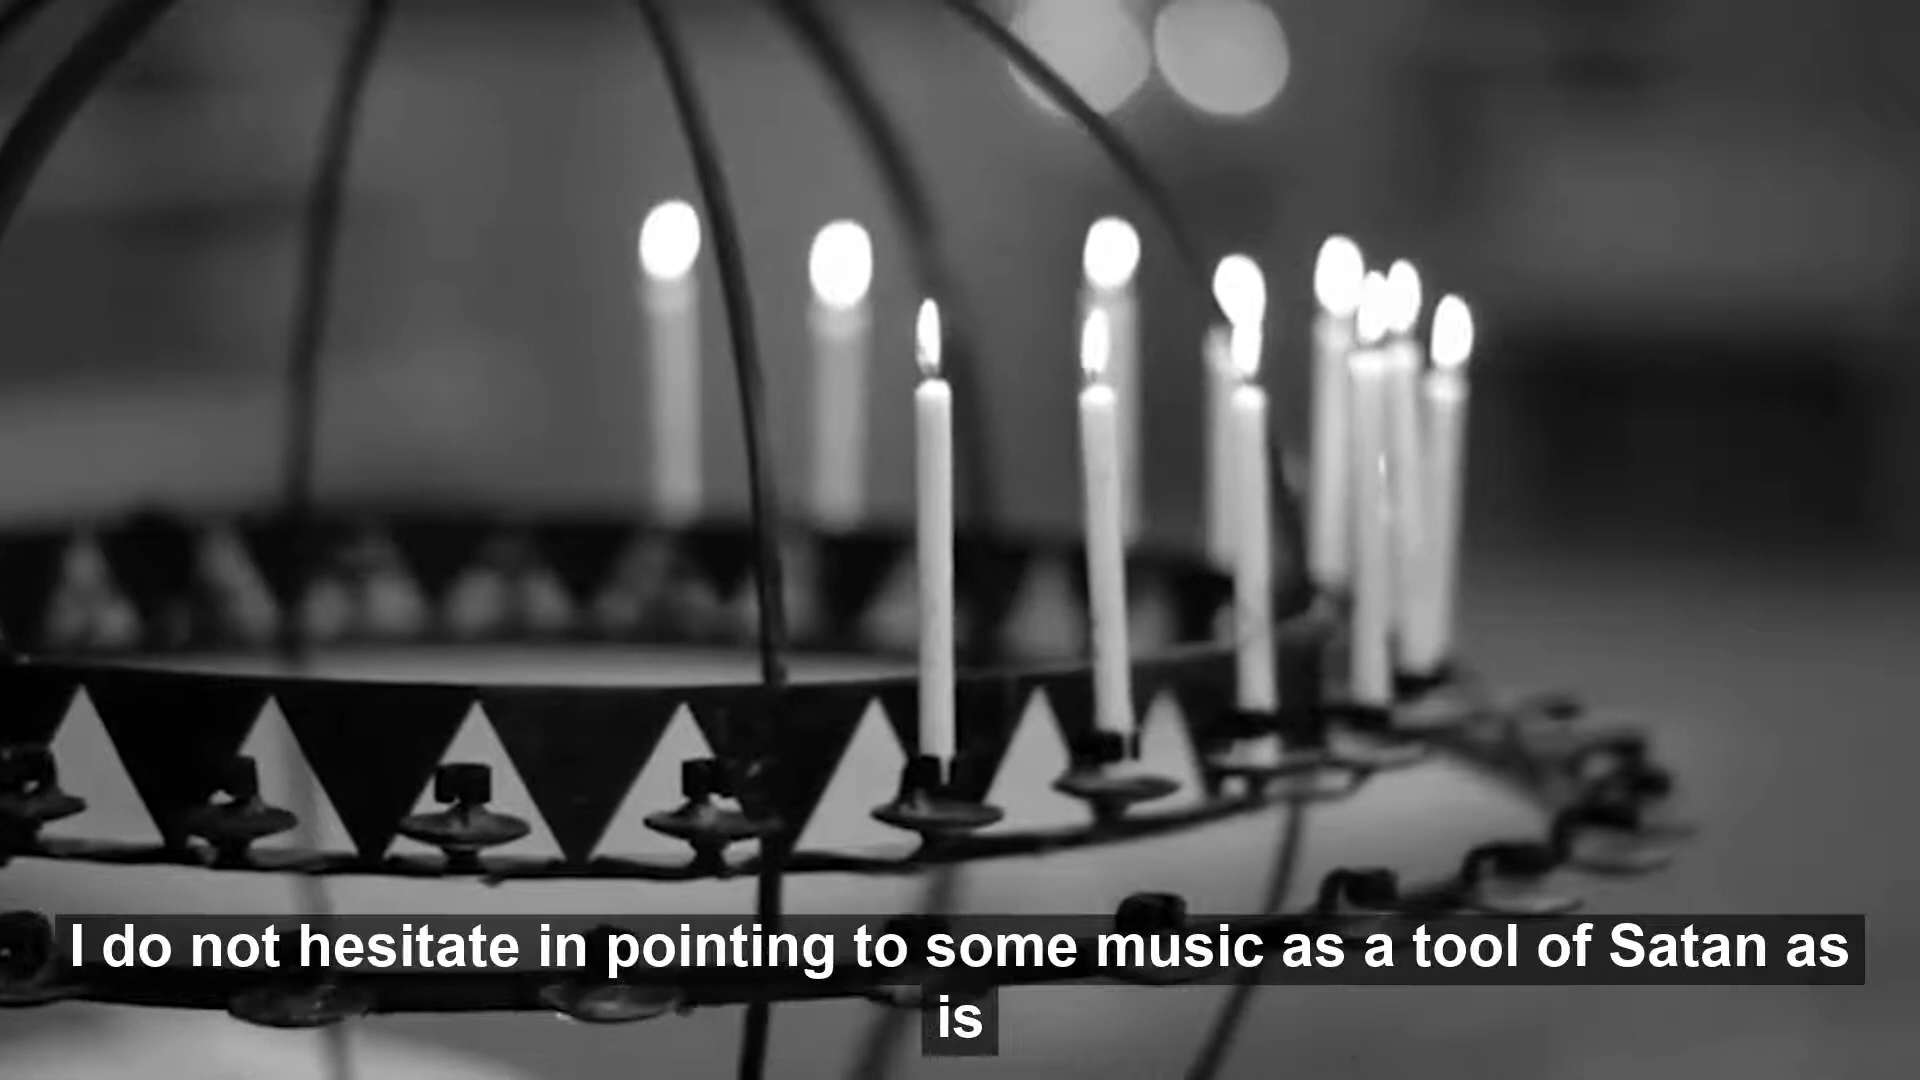 I do not hesitate in pointing to some music as a tool of Satan as
is